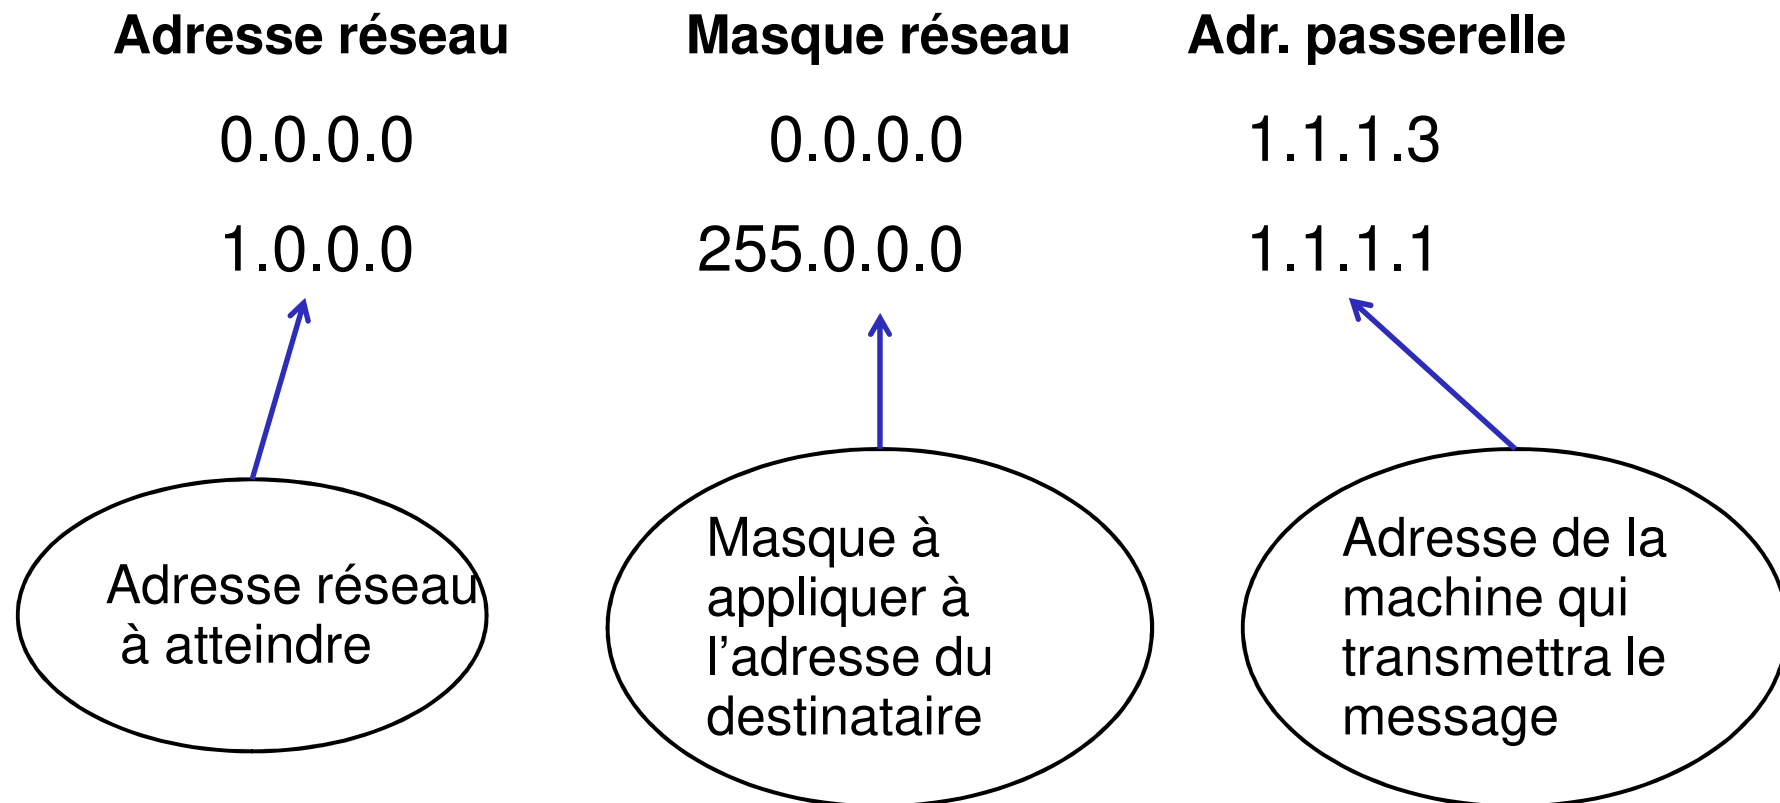 Adresse réseau Masque réseau Adr. passerelle
0.0.0.0 0.0.0.0 1.1.1.3
1.0.0.0 255.0.0.0 1.1.1.1
Adresse réseau
à atteindre
Masque à
appliquer à
l’adresse du
destinataire
Adresse de la
machine qui
transmettra le
message